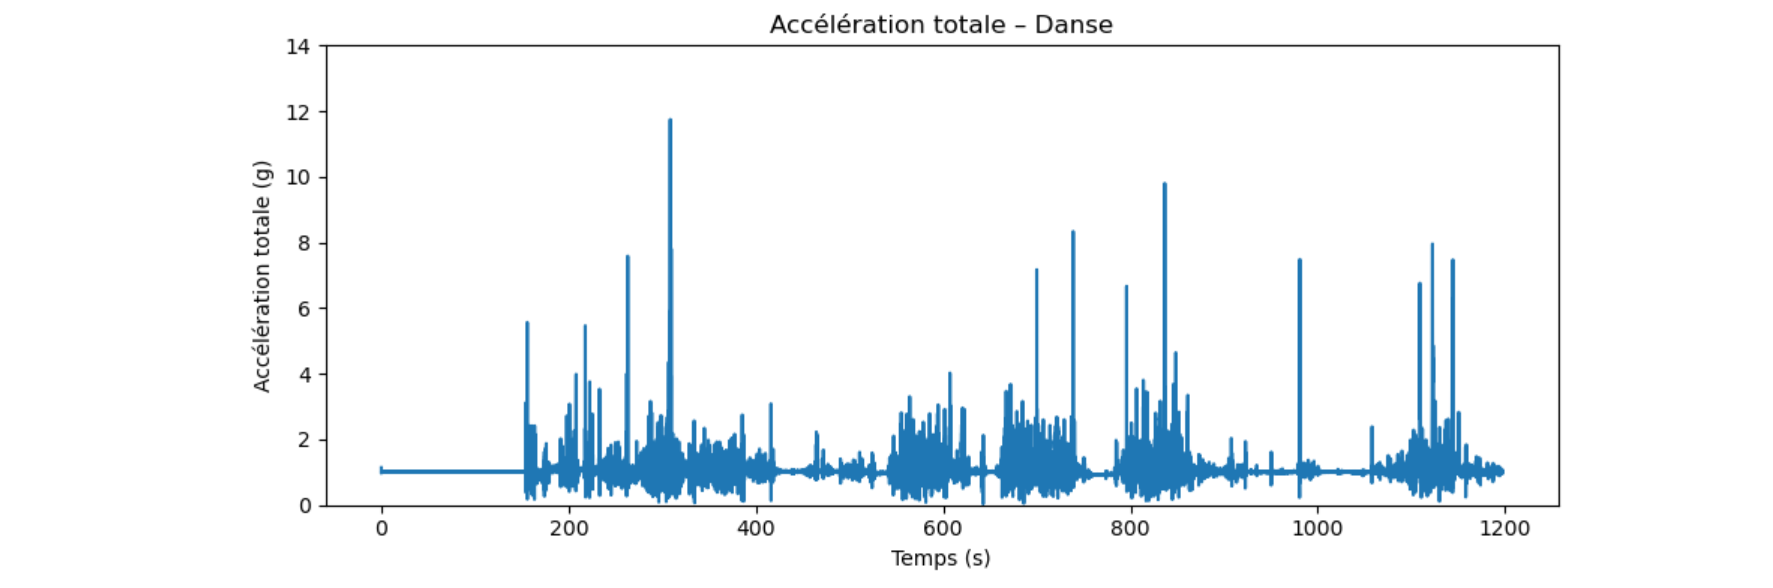 Accélération totale – Danse
Accélération totale (g)
14
12
10
8
6
4
2
0
0 200 400 600 800 1000 1200
Temps (s)